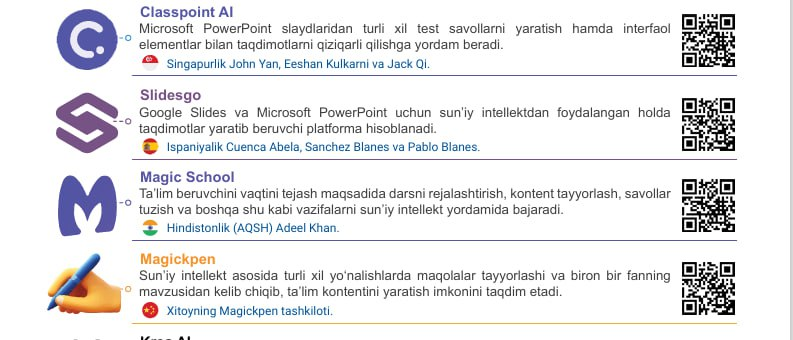 Classpoint AI
Microsoft PowerPoint slaydlaridan turli xil test savollarni yaratish hamda interfaol
elementlar bilan taqdimotlarni qiziqarli qilishga yordam beradi.
Singapurlik John Yan, Eeshan Kulkarni va Jack Qi.
Slidesgo
Google Slides va Microsoft PowerPoint uchun sun’iy intellektdan foydalangan holda
taqdimotlar yaratib beruvchi platforma hisoblanadi.
Ispaniyalik Cuenca Abela, Sanchez Blanes va Pablo Blanes.
Magic School
Ta’lim beruvchini vaqtini tejash maqsadida darsni rejalashtirish, kontent tayyorlash, savollar
tuzish va boshqa shu kabi vazifalarni sun’iy intellekt yordamida bajaradi.
Hindistonlik (AQSH) Adeel Khan.
Magickpen
Sun’iy intellekt asosida turli xil yo‘nalishlarda maqolalar tayyorlashi va biron bir fanning
mavzusidan kelib chiqib, ta’lim kontentini yaratish imkonini taqdim etadi.
Xitoyning Magickpen tashkiloti.